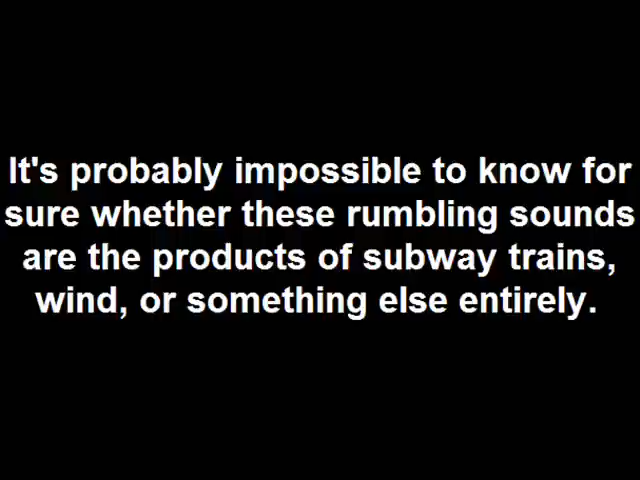 It's probably impossible to know for
sure whether these rumbling sounds
are the products of subway trains,
wind, or something else entirely.